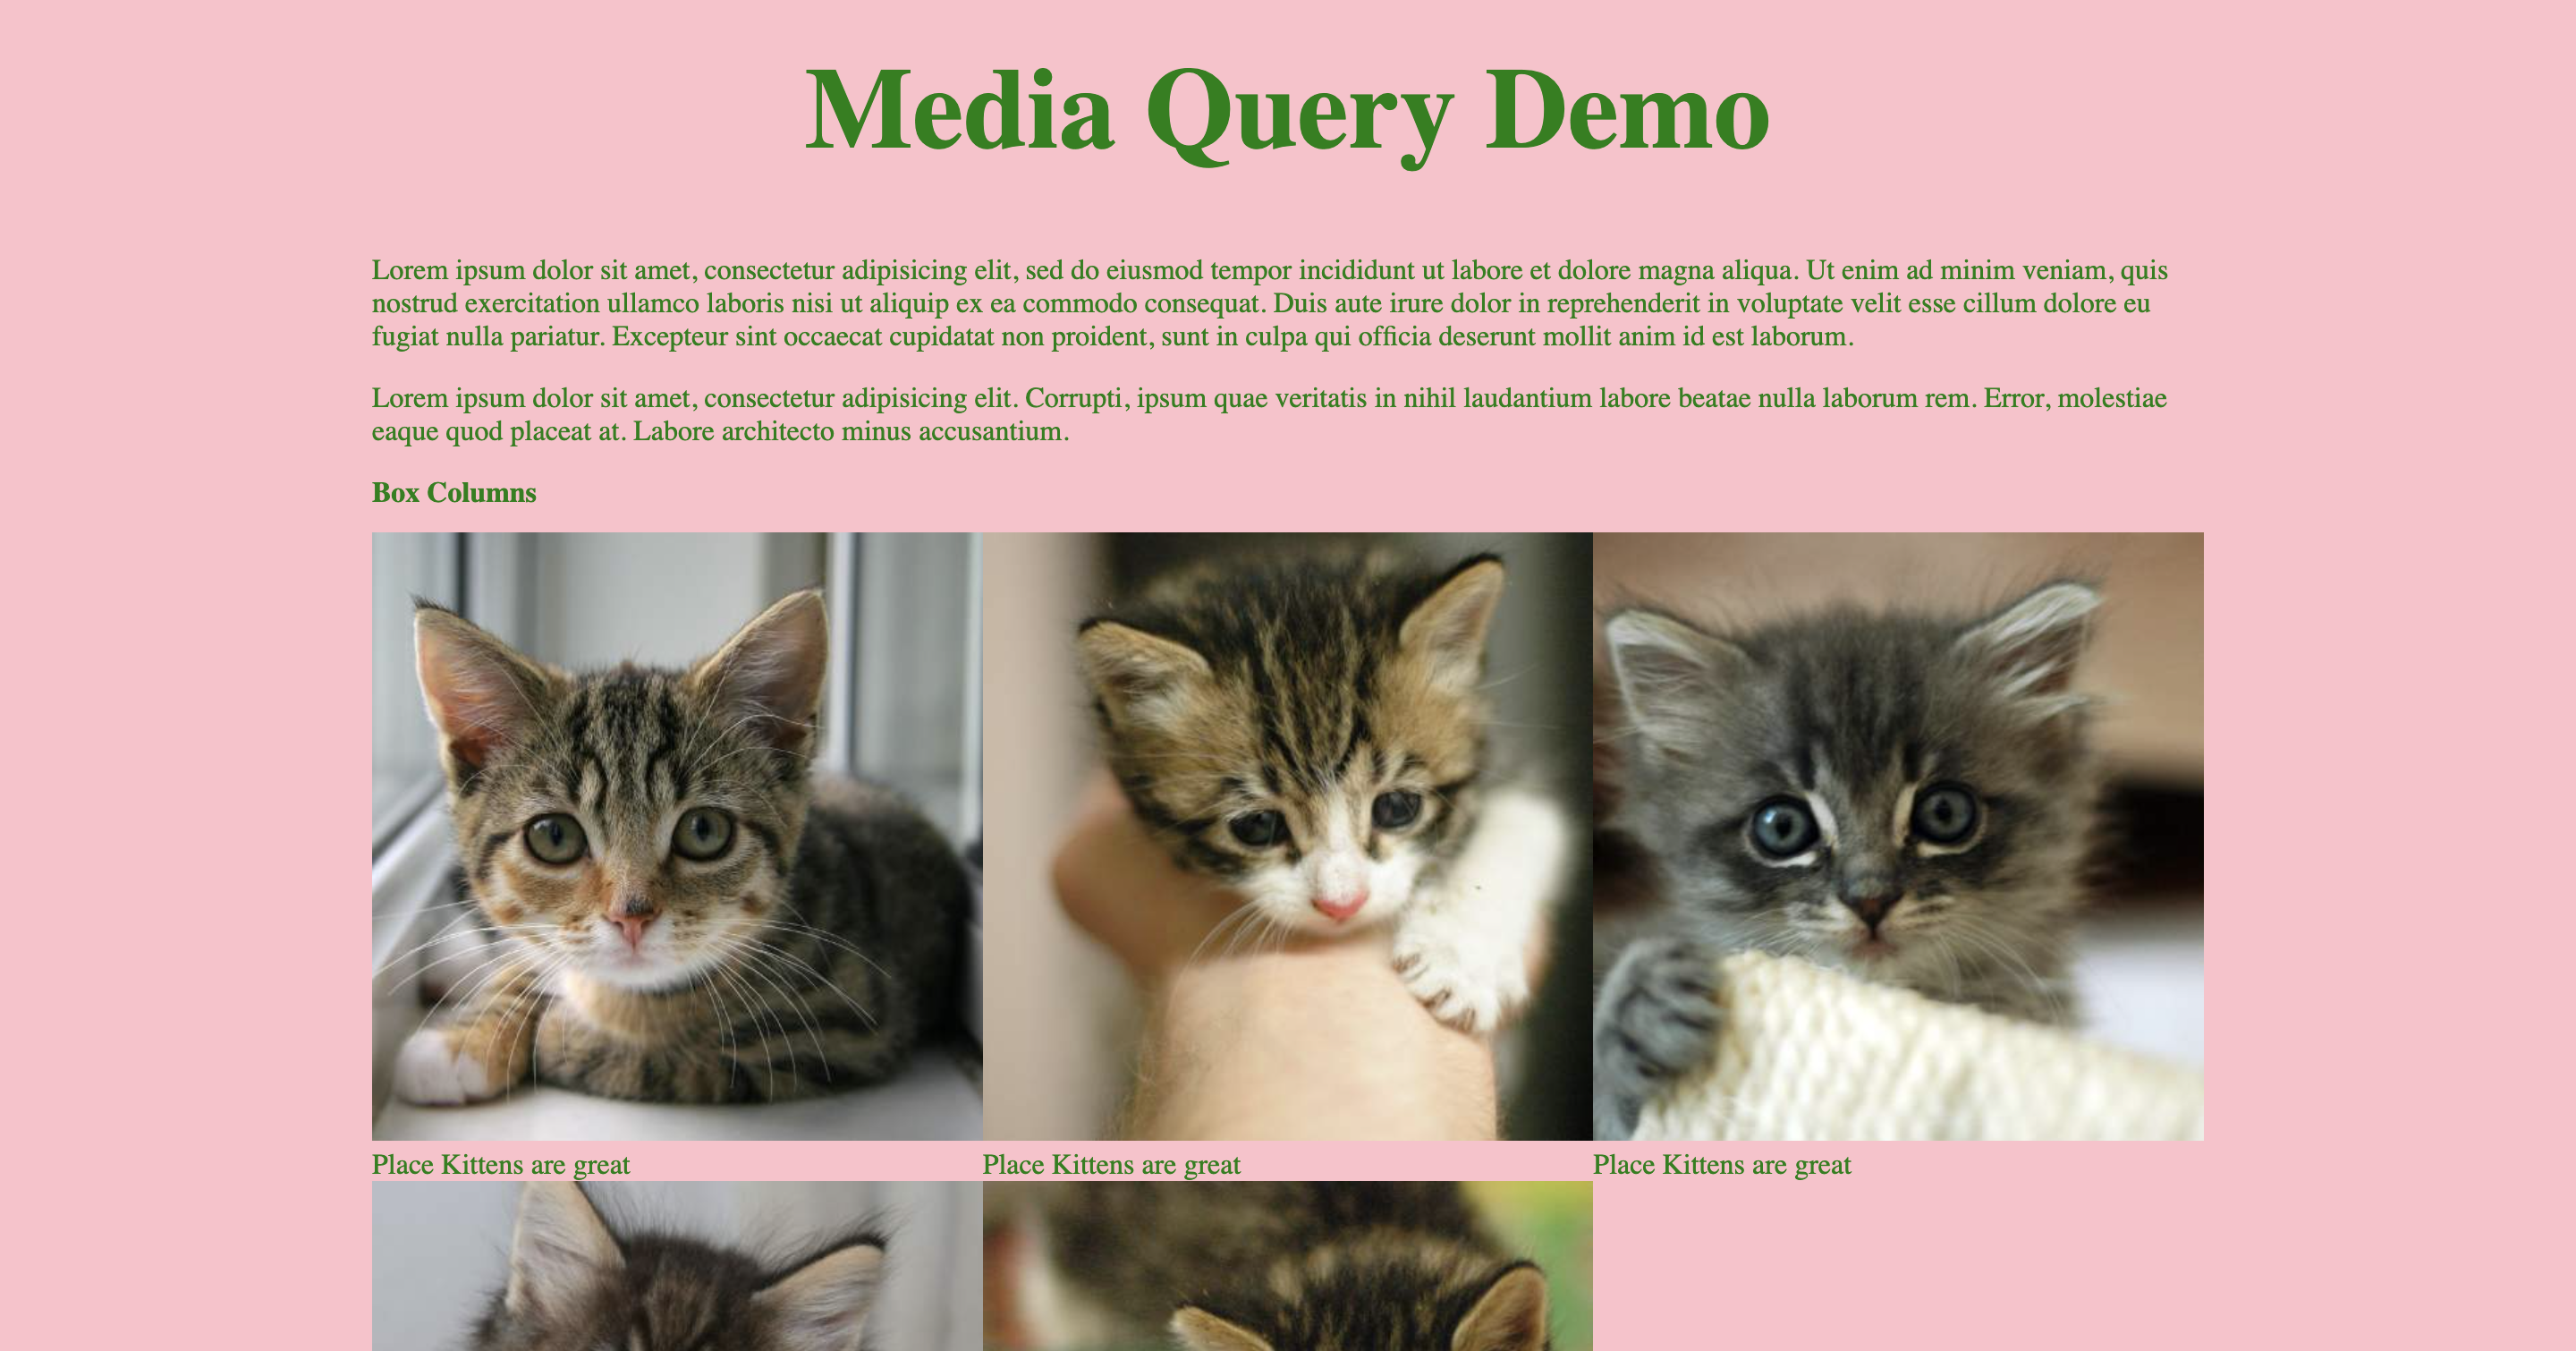 Media Query Demo
Lorem ipsum dolor sit amet, consectetur adipisicing elit, sed do eiusmod tempor incididunt ut labore et dolore magna aliqua. Ut enim ad minim veniam, quis
nostrud exercitation ullamco laboris nisi ut aliquip ex ea commodo consequat. Duis aute irure dolor in reprehenderit in voluptate velit esse cillum dolore eu
fugiat nulla pariatur. Excepteur sint occaecat cupidatat non proident, sunt in culpa qui officia deserunt mollit anim id est laborum.
Lorem ipsum dolor sit amet, consectetur adipisicing elit. Corrupti, ipsum quae veritatis in nihil laudantium labore beatae nulla laborum rem. Error, molestiae
eaque quod placeat at. Labore architecto minus accusantium.
Box Columns
Place Kittens are great
Place Kittens are great
Place Kittens are great